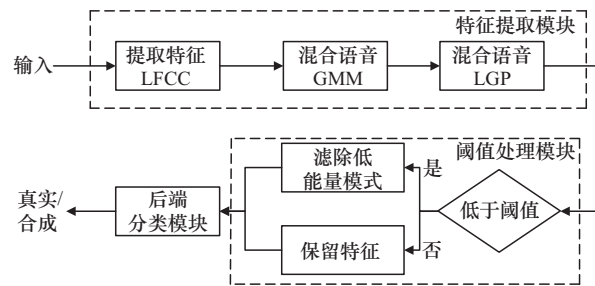 特征提取模块
输入
提取特征
LFCC
混合语音
GMM
混合语音
LGP
阈值处理模块
滤除低
能量模式
是
真实/
合成
后端
分类模块
低于阈值
保留特征
否